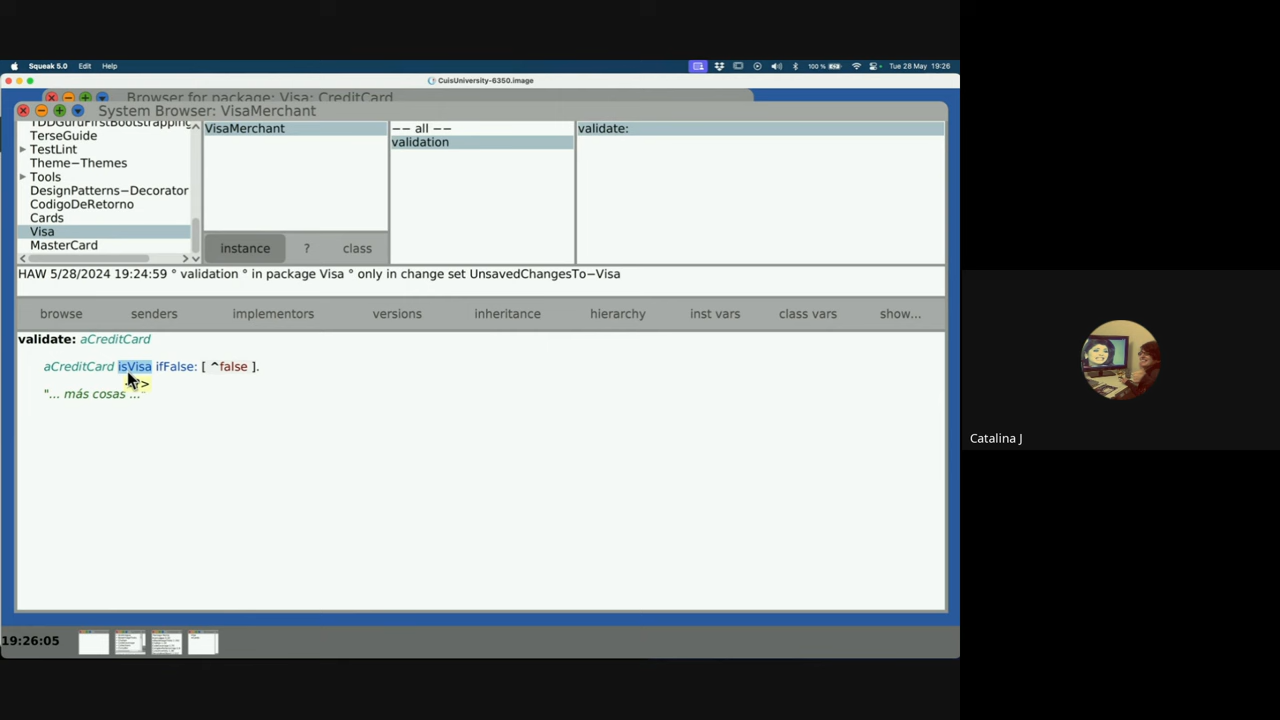 Squeak 5.0 Edit Help
100 % Tue 28 May 19:26
CuisUniversity-6350.image
Browser for package: Visa: CreditCard
System Browser: VisaMerchant
TDDGuruFirstBootstrapping
TerseGuide
TestLint
Theme-Themes
Tools
DesignPatterns-Decorator
CodigoDeRetorno
Cards
Visa
MasterCard
VisaMerchant
instance ? class
-- all --
validation
validate:
HAW 5/28/2024 19:24:59 ° validation ° in package Visa ° only in change set UnsavedChangesTo-Visa
browse senders implementors versions inheritance hierarchy inst vars class vars show...
validate: aCreditCard
aCreditCard isVisa ifFalse: [ ^false ].
"... más cosas ..."
19:26:05
Catalina J